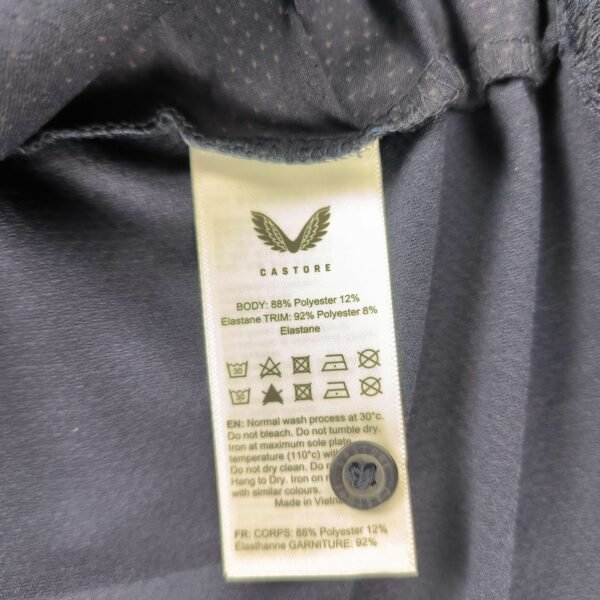 CASTORE
BODY: 88% Polyester 12%
Elastane TRIM: 92% Polyester 8%
Elastane
30
30
EN: Normal wash process at 30°c.
Do not bleach. Do not tumble dry.
Iron at maximum sole plate
temperature (110°c)
Do not dry clean. Do
Hang to Dry. Iron on
with similar colours.
Made in
FR: CORPS: 88% Polyester 12%
Elasthanne GARNITURE: 92%